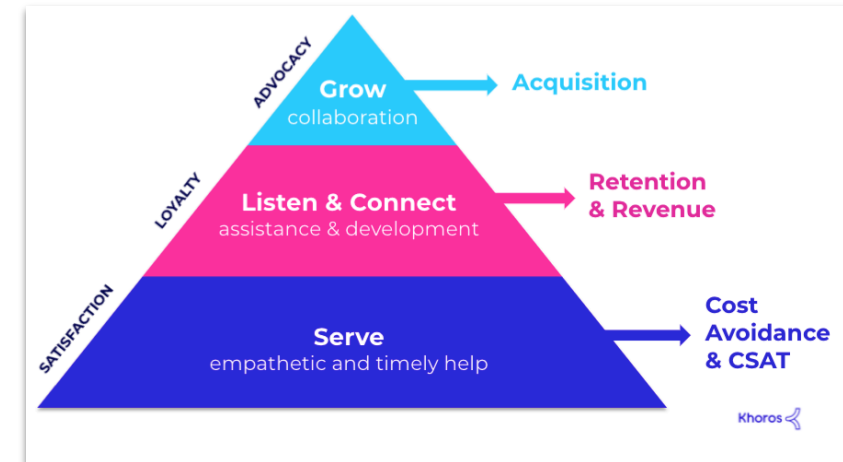 ADVOCACY
Grow
collaboration
Acquisition
LOYALTY
Listen & Connect
assistance & development
Retention
& Revenue
SATISFACTION
Serve
empathetic and timely help
Cost
Avoidance
& CSAT
Khoros